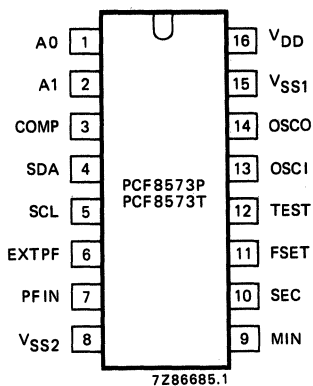 A0 1 16 VDD
A1 2 15 VSS1
COMP 3 14 OSCO
SDA 4 13 OSCI
PCF8573P
PCF8573T
SCL 5 12 TEST
EXTPF 6 11 FSET
PFIN 7 10 SEC
VSS2 8 9 MIN
7Z86685.1